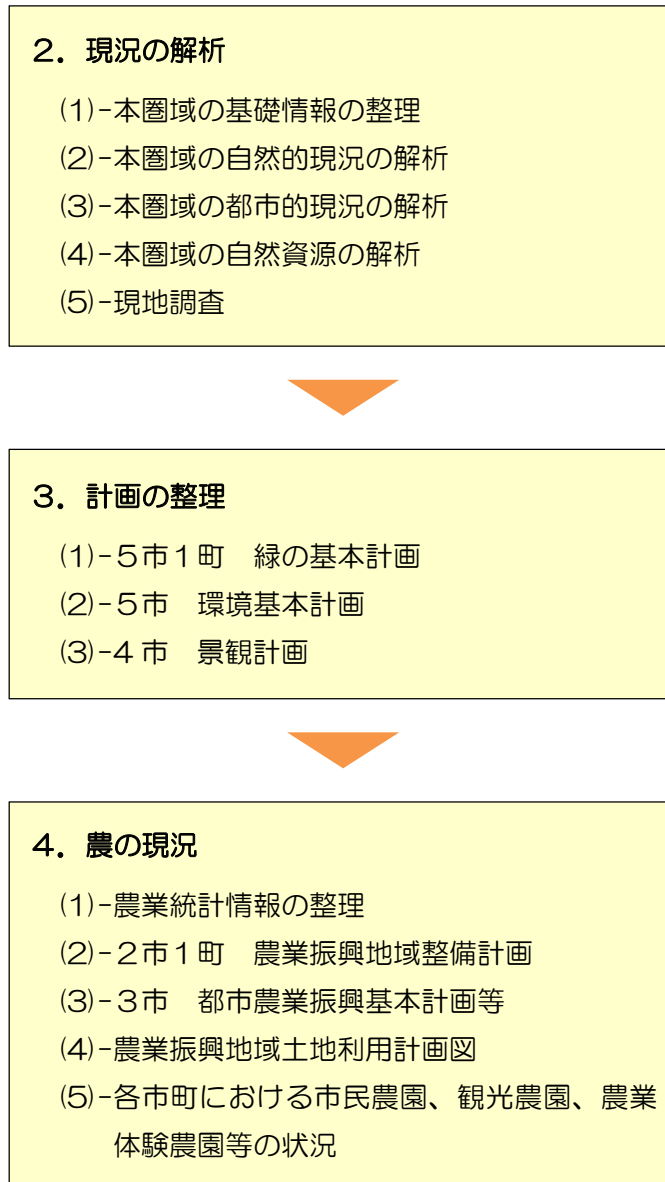 ２．現況の解析
(1)-本圏域の基礎情報の整理
(2)-本圏域の自然的現況の解析
(3)-本圏域の都市的現況の解析
(4)-本圏域の自然資源の解析
(5)-現地調査
３．計画の整理
(1)-５市１町　緑の基本計画
(2)-５市　環境基本計画
(3)-4 市　景観計画
４．農の現況
(1)-農業統計情報の整理
(2)-２市１町　農業振興地域整備計画
(3)-３市　都市農業振興基本計画等
(4)-農業振興地域土地利用計画図
(5)-各市町における市民農園、観光農園、農業
体験農園等の状況